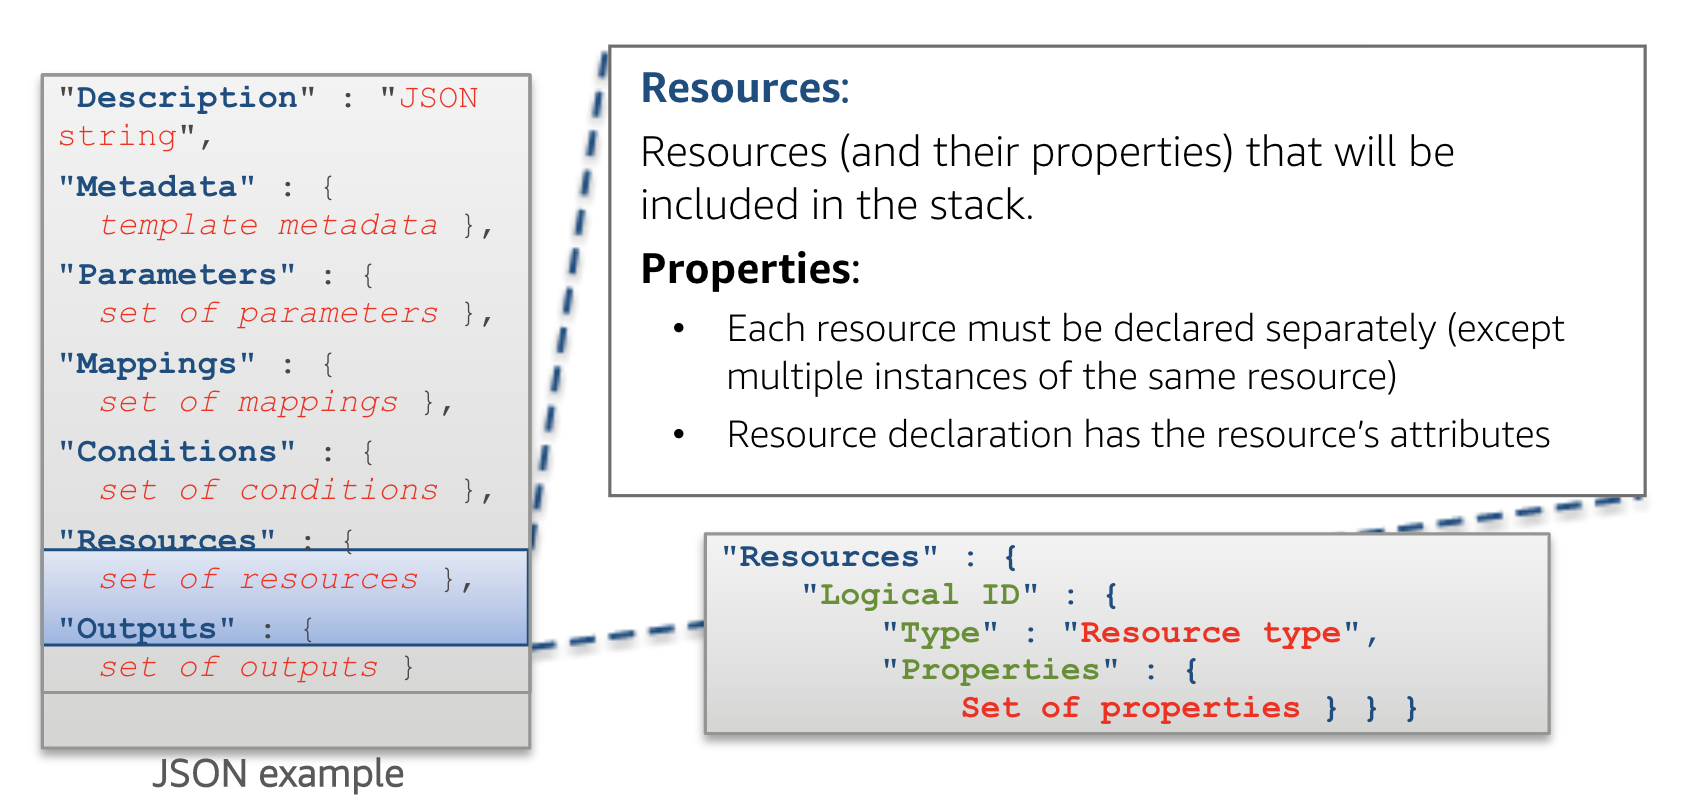 "Description" : "JSON
string",
"Metadata" : {
template metadata },
"Parameters" : {
set of parameters },
"Mappings" : {
set of mappings },
"Conditions" : {
set of conditions },
"Resources" : {
set of resources },
"Outputs" : {
set of outputs }
JSON example
Resources:
Resources (and their properties) that will be
included in the stack.
Properties:
• Each resource must be declared separately (except
multiple instances of the same resource)
• Resource declaration has the resource’s attributes
"Resources" : {
"Logical ID" : {
"Type" : "Resource type",
"Properties" : {
Set of properties } } }